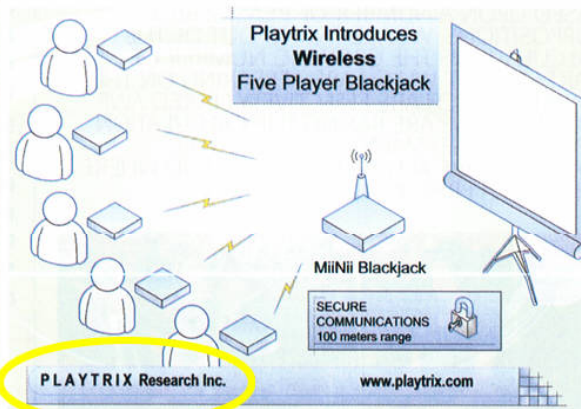 Playtrix Introduces
Wireless
Five Player Blackjack
MiiNii Blackjack
SECURE
COMMUNICATIONS
100 meters range
PLAYTRIX Research Inc.
www.playtrix.com